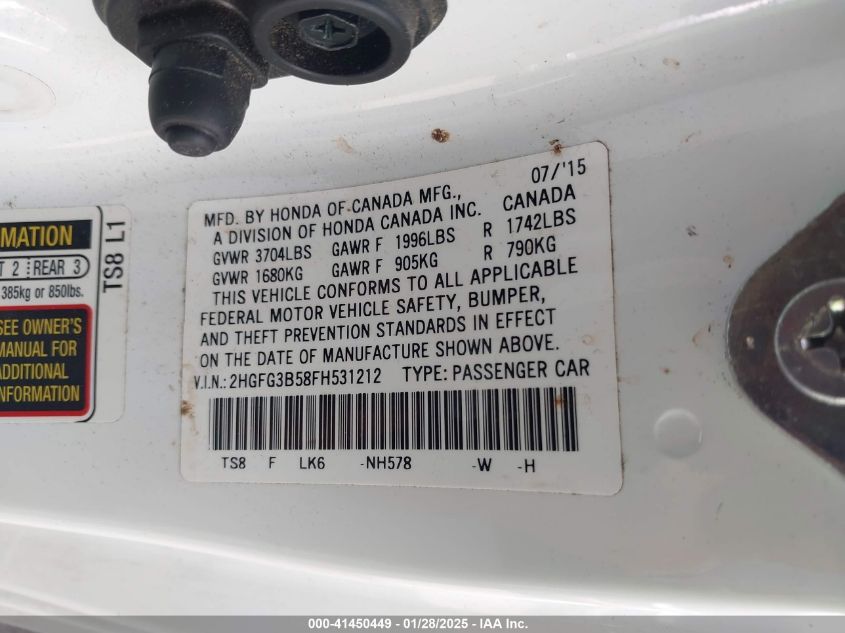 07/'15
MFD. BY HONDA OF CANADA MFG.,
A DIVISION OF HONDA CANADA INC. CANADA
GVWR 3704LBS GAWR F 1996LBS R 1742LBS
GVWR 1680KG GAWR F 905KG R 790KG
THIS VEHICLE CONFORMS TO ALL APPLICABLE
FEDERAL MOTOR VEHICLE SAFETY, BUMPER,
AND THEFT PREVENTION STANDARDS IN EFFECT
ON THE DATE OF MANUFACTURE SHOWN ABOVE.
V.I.N.: 2HGFG3B58FH531212 TYPE: PASSENGER CAR
TS8 F LK6 -NH578 -W -H
2 REAR 3
385kg or 850lbs.
SEE OWNER'S
MANUAL FOR
ADDITIONAL
INFORMATION
TS8 L1
000-41450449 - 01/28/2025 - IAA Inc.